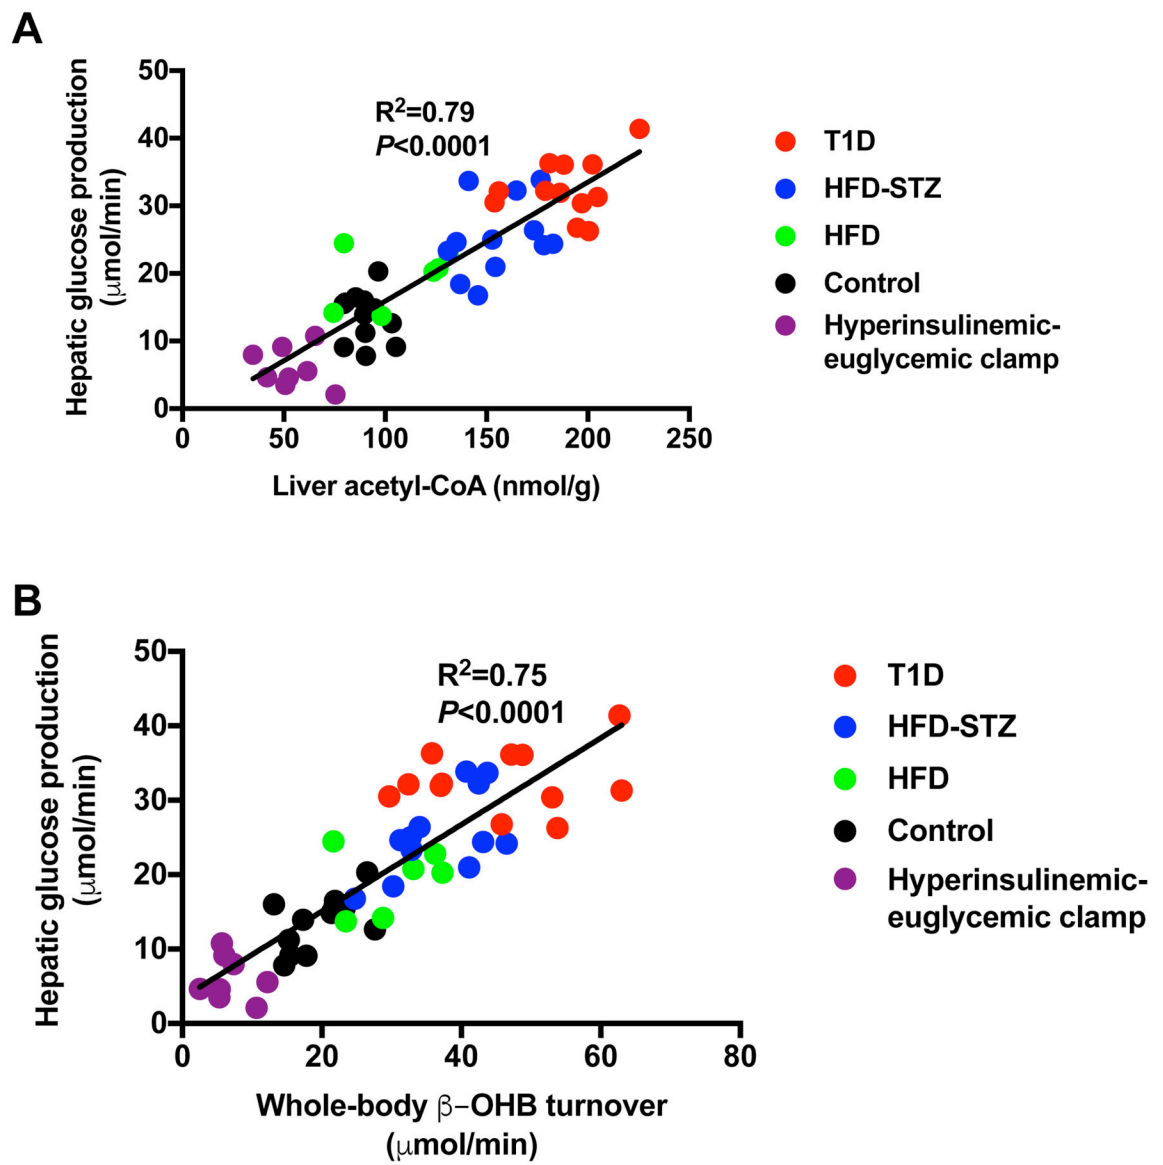 A
Hepatic glucose production
(μmol/min)
50
40
30
20
10
0
0
50
100
150
200
250
R²=0.79
P<0.0001
Liver acetyl-CoA (nmol/g)
T1D
HFD-STZ
HFD
Control
Hyperinsulinemic-
euglycemic clamp
B
Hepatic glucose production
(μmol/min)
50
40
30
20
10
0
0
20
40
60
80
R²=0.75
P<0.0001
Whole-body β−OHB turnover
(μmol/min)
T1D
HFD-STZ
HFD
Control
Hyperinsulinemic-
euglycemic clamp